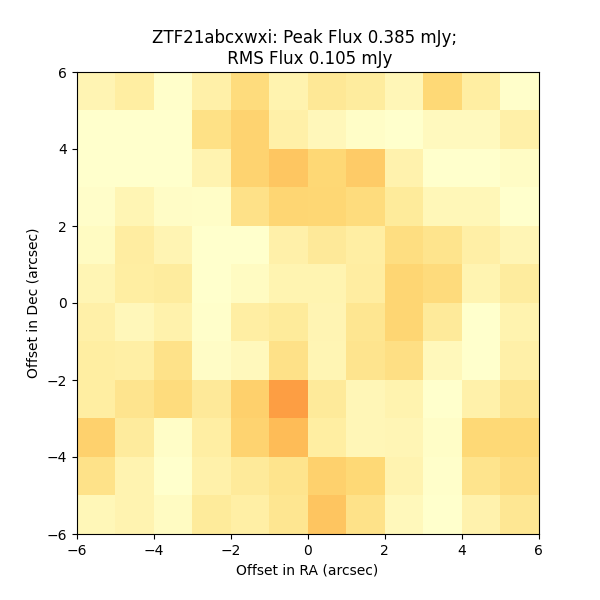 ZTF21abcxwxi: Peak Flux 0.385 mJy;
RMS Flux 0.105 mJy
6
4
2
0
−2
−4
−6
Offset in Dec (arcsec)
−6 −4 −2 0 2 4 6
Offset in RA (arcsec)